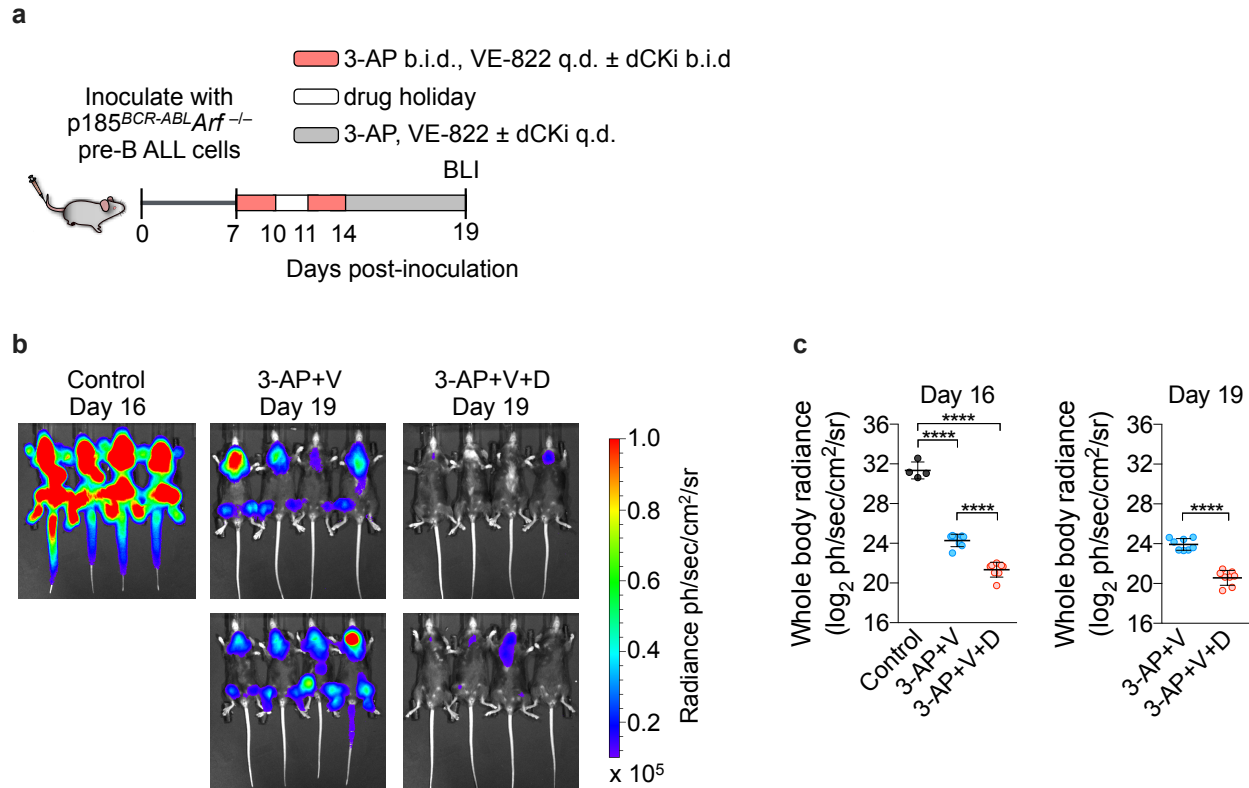 a
3-AP b.i.d., VE-822 q.d. ± dCKi b.i.d
drug holiday
3-AP, VE-822 ± dCKi q.d.
Inoculate with
p185BCR-ABLArf –/–
pre-B ALL cells
BLI
0 7 10 11 14 19
Days post-inoculation
b
Control
Day 16
3-AP+V
Day 19
3-AP+V+D
Day 19
1.0
0.8
0.6
0.4
0.2
x 10⁵
Radiance ph/sec/cm²/sr
c
Day 16
Whole body radiance
(log₂ ph/sec/cm²/sr)
36
32
28
24
20
16
****
****
****
Control
3-AP+V
3-AP+V+D
Day 19
Whole body radiance
(log₂ ph/sec/cm²/sr)
36
32
28
24
20
16
****
3-AP+V
3-AP+V+D